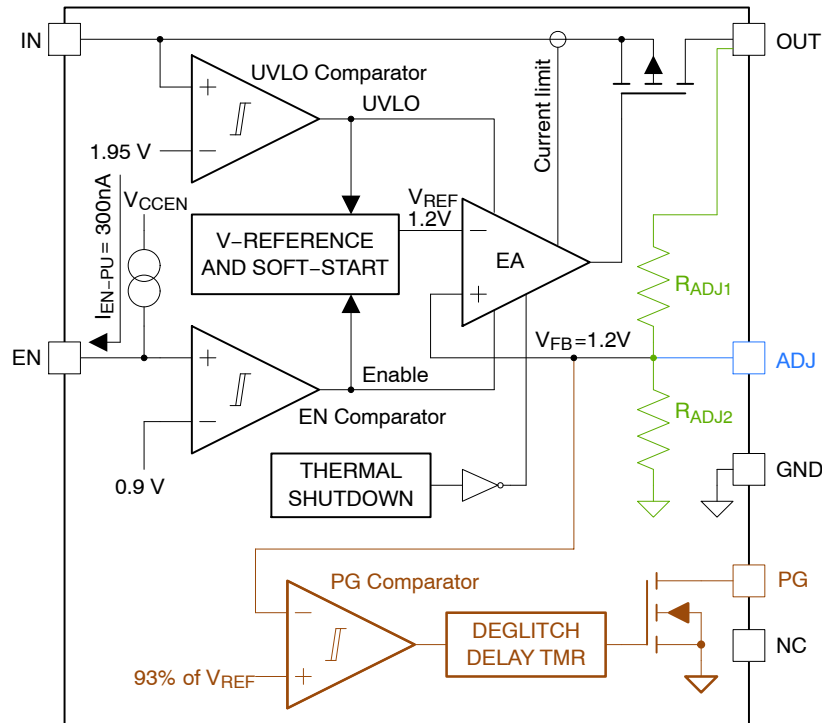 IN
OUT
UVLO Comparator
UVLO
Current limit
+
−
1.95 V
IEN−PU = 300nA
VCCEN
VREF
1.2V
V−REFERENCE
AND SOFT−START
−
EA
+
RADJ1
VFB=1.2V
EN
ADJ
+
−
Enable
EN Comparator
RADJ2
0.9 V
THERMAL
SHUTDOWN
GND
PG Comparator
PG
−
+
DEGLITCH
DELAY TMR
NC
93% of VREF